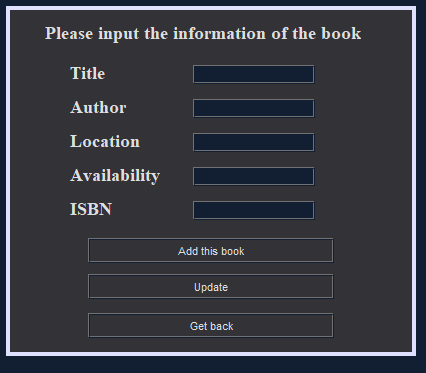 Please input the information of the book
Title
Author
Location
Availability
ISBN
Add this book
Update
Get back